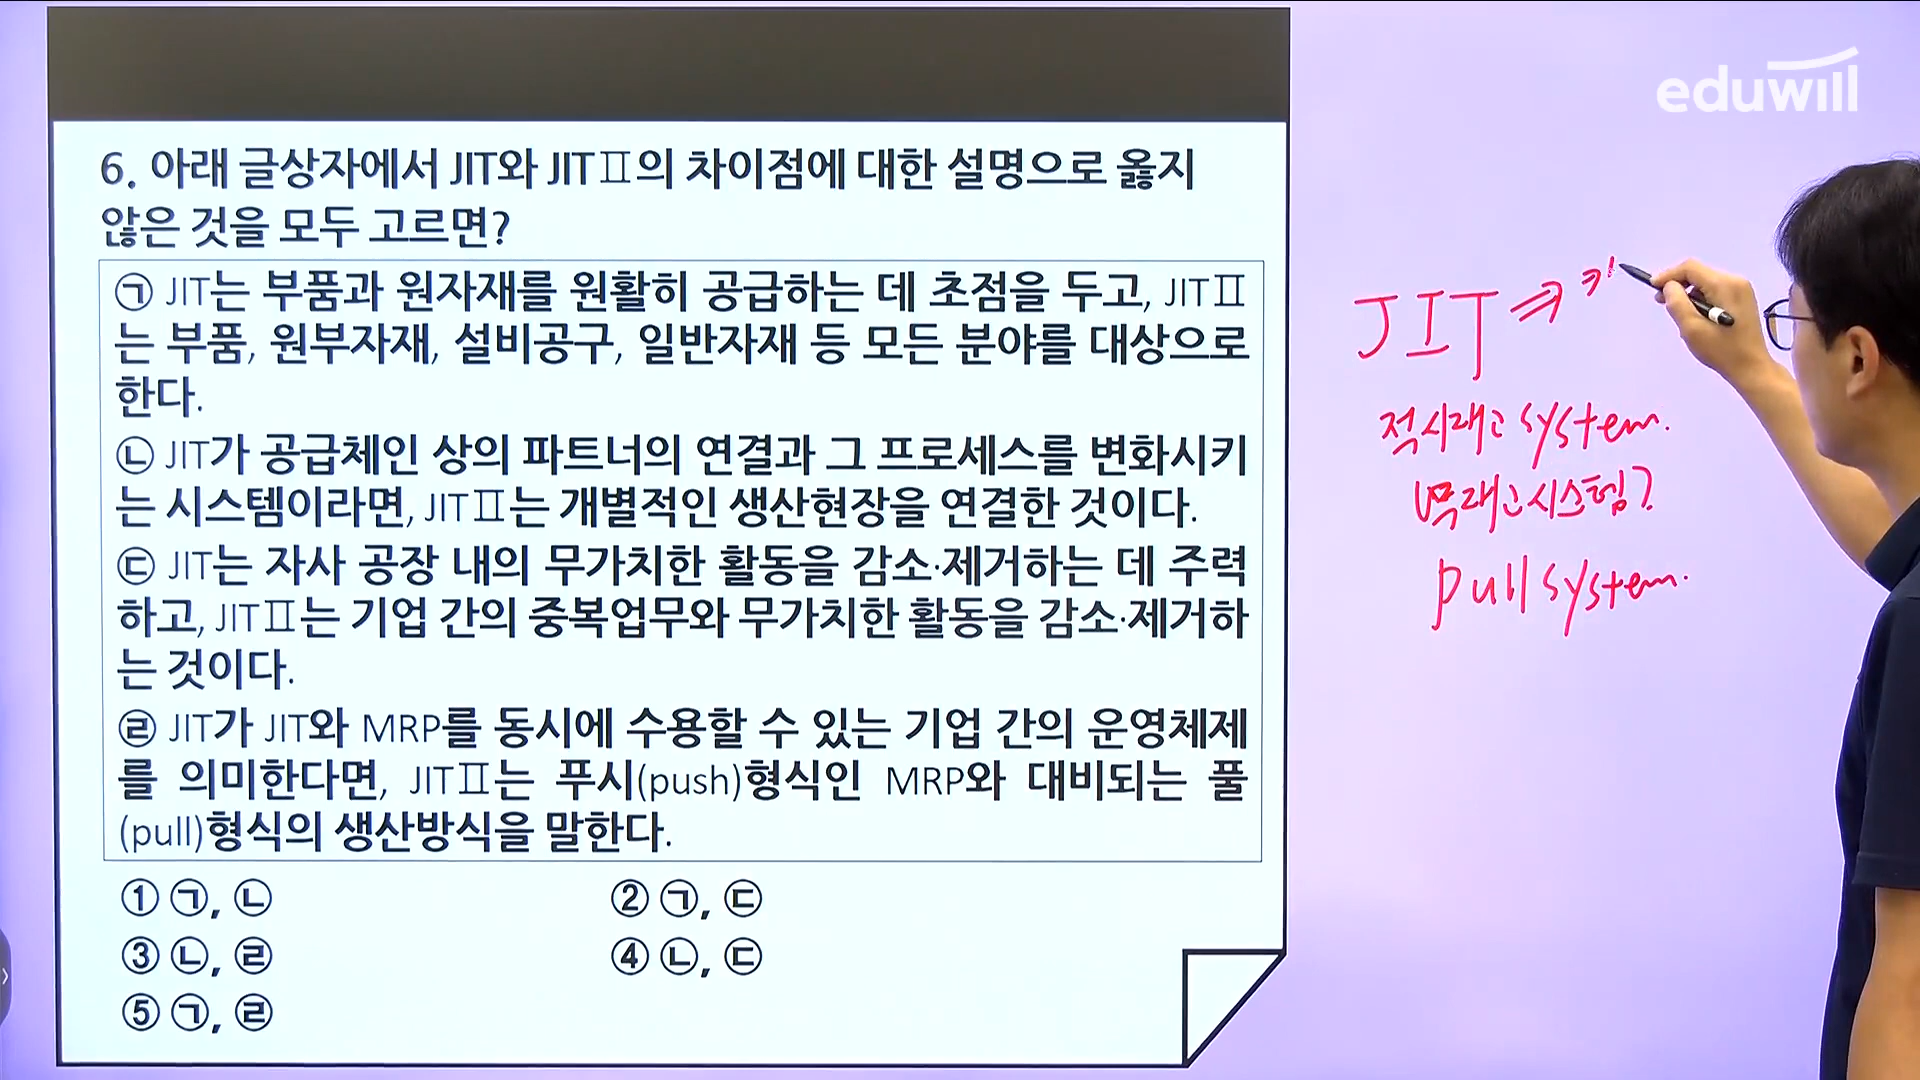 eduwill
6. 아래 글상자에서 JIT와 JITⅡ의 차이점에 대한 설명으로 옳지
않은 것을 모두 고르면?
㉠ JIT는 부품과 원자재를 원활히 공급하는 데 초점을 두고, JITⅡ
는 부품, 원부자재, 설비공구, 일반자재 등 모든 분야를 대상으로
한다.
㉡ JIT가 공급체인 상의 파트너의 연결과 그 프로세스를 변화시키
는 시스템이라면, JITⅡ는 개별적인 생산현장을 연결한 것이다.
㉢ JIT는 자사 공장 내의 무가치한 활동을 감소·제거하는 데 주력
하고, JITⅡ는 기업 간의 중복업무와 무가치한 활동을 감소·제거하
는 것이다.
㉣ JIT가 JIT와 MRP를 동시에 수용할 수 있는 기업 간의 운영체제
를 의미한다면, JITⅡ는 푸시(push)형식인 MRP와 대비되는 풀
(pull)형식의 생산방식을 말한다.
① ㉠, ㉡
② ㉠, ㉢
③ ㉡, ㉣
④ ㉡, ㉢
⑤ ㉠, ㉣
JIT ⇒
적시재고 system.
무재고시스템?
pull system.